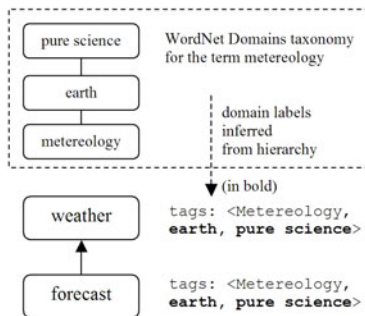 pure science
WordNet Domains taxonomy
for the term metereology
earth
domain labels
inferred
from hierarchy
metereology
(in bold)
weather
tags: <Metereology,
earth, pure science>
forecast
tags: <Metereology,
earth, pure science>